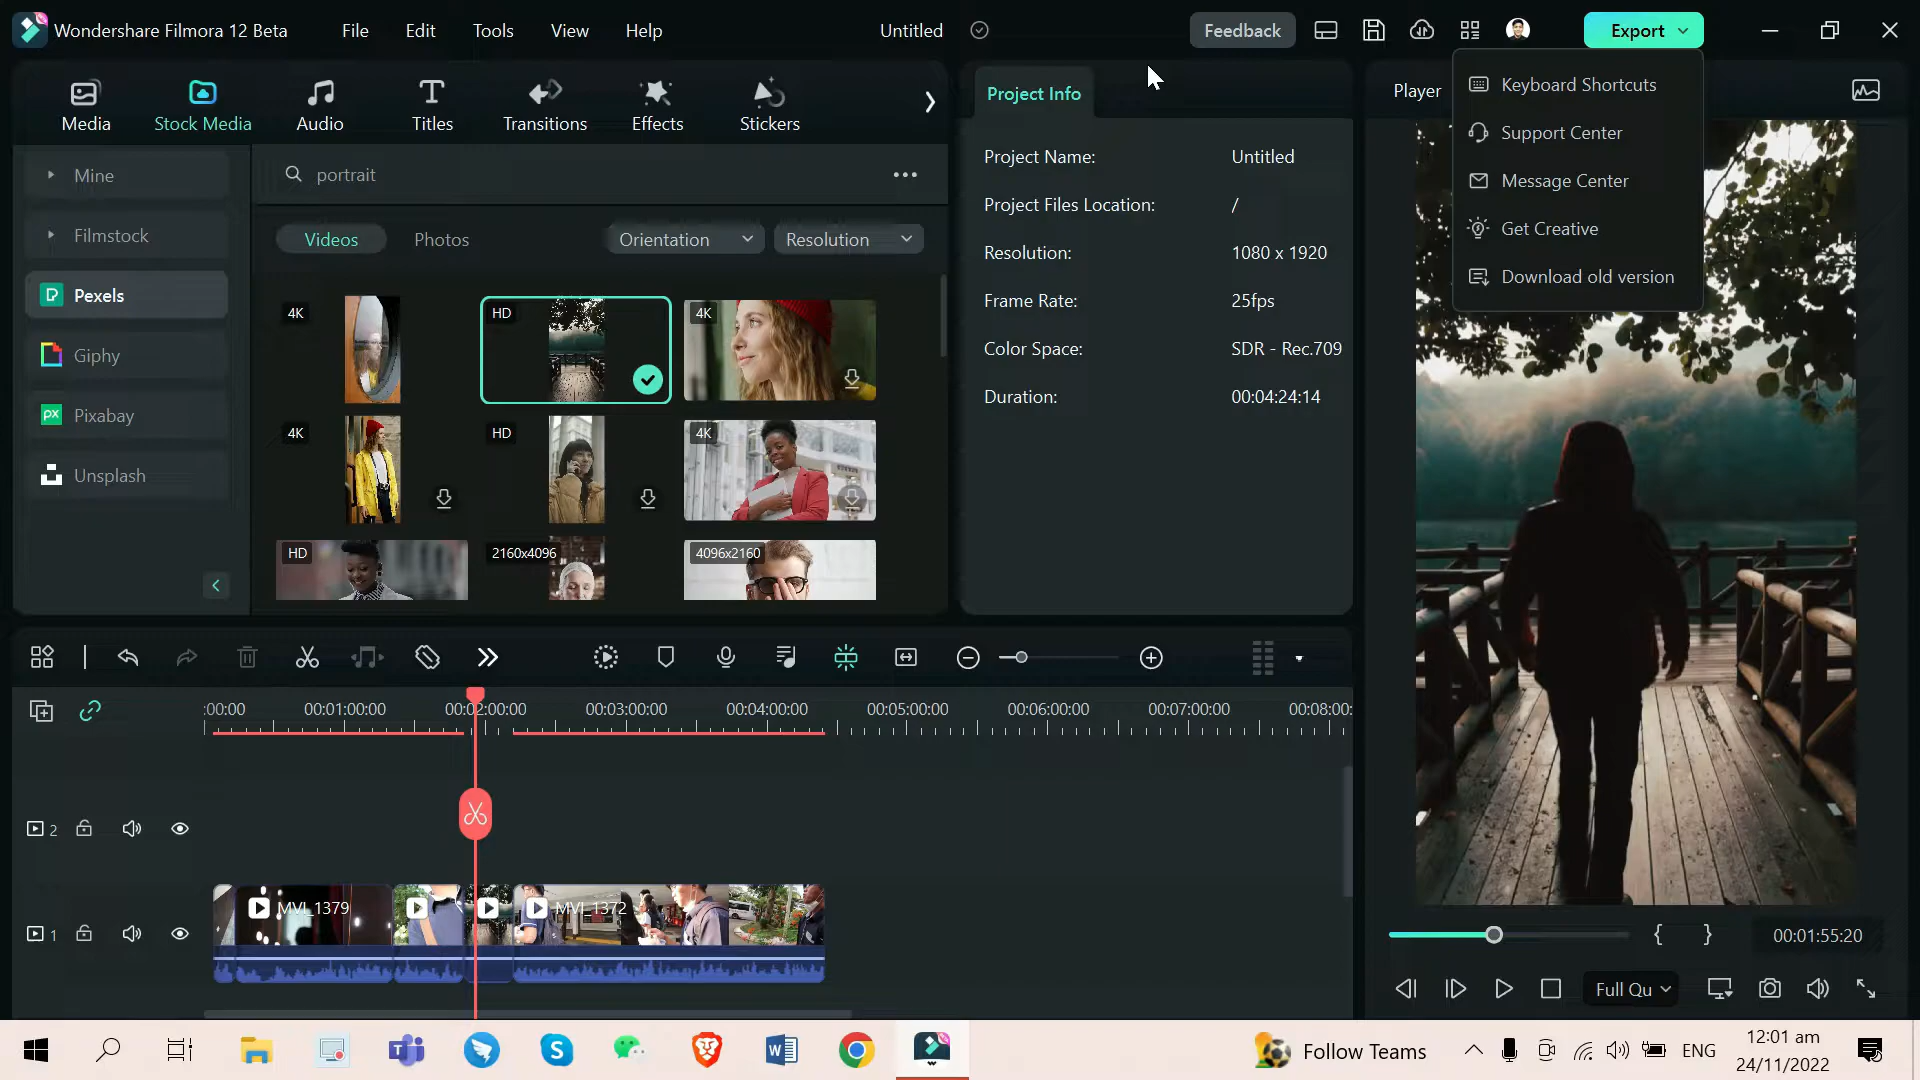 Wondershare Filmora 12 Beta
File
Edit
Tools
View
Help
Untitled
Feedback
Export
Media
Stock Media
Audio
Titles
Transitions
Effects
Stickers
Mine
Filmstock
Pexels
Giphy
Pixabay
Unsplash
portrait
Videos
Photos
Orientation
Resolution
4K
HD
4K
4K
HD
4K
HD
2160x4096
4096x2160
Project Info
Project Name:
Untitled
Project Files Location:
/
Resolution:
1080 x 1920
Frame Rate:
25fps
Color Space:
SDR - Rec.709
Duration:
00:04:24:14
Player
Keyboard Shortcuts
Support Center
Message Center
Get Creative
Download old version
:00:00
00:01:00:00
00:02:00:00
00:03:00:00
00:04:00:00
00:05:00:00
00:06:00:00
00:07:00:00
00:08:00:
2
1
MVI_1379
MVI_1372
{ }
00:01:55:20
Full Qu
Follow Teams
ENG
12:01 am
24/11/2022